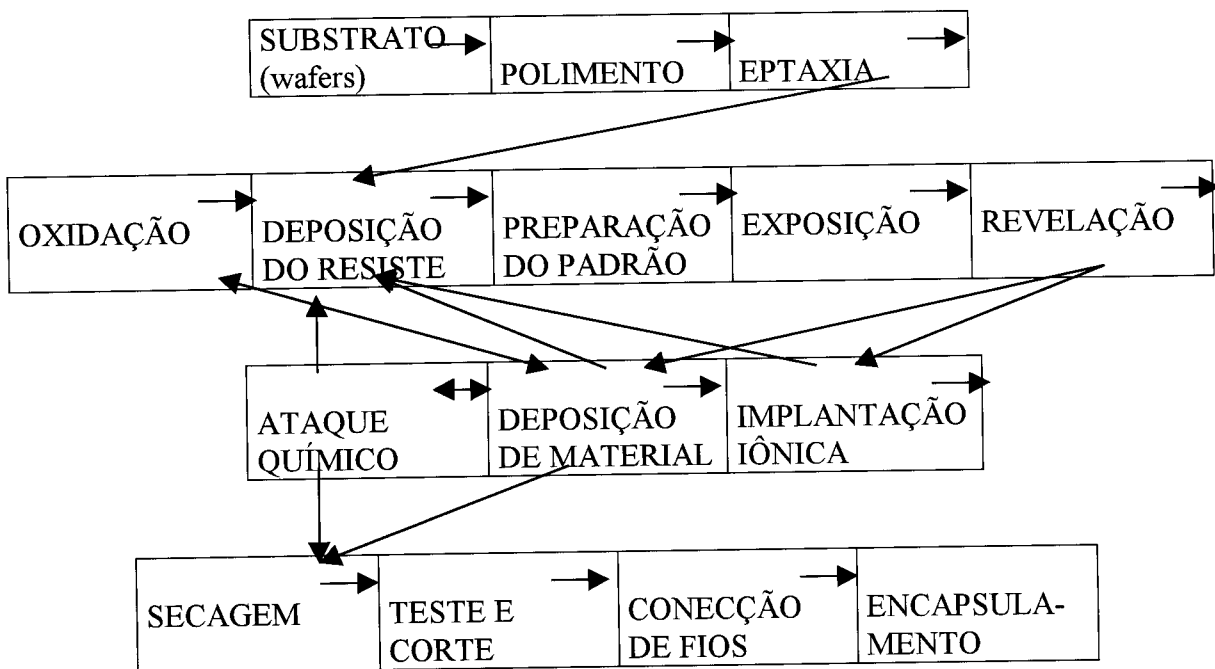 SUBSTRATO
(wafers)
POLIMENTO
EPTAXIA
OXIDAÇÃO
DEPOSIÇÃO
DO RESISTE
PREPARAÇÃO
DO PADRÃO
EXPOSIÇÃO
REVELAÇÃO
ATAQUE
QUÍMICO
DEPOSIÇÃO
DE MATERIAL
IMPLANTAÇÃO
IÔNICA
SECAGEM
TESTE E
CORTE
CONECÇÃO
DE FIOS
ENCAPSULA-
MENTO